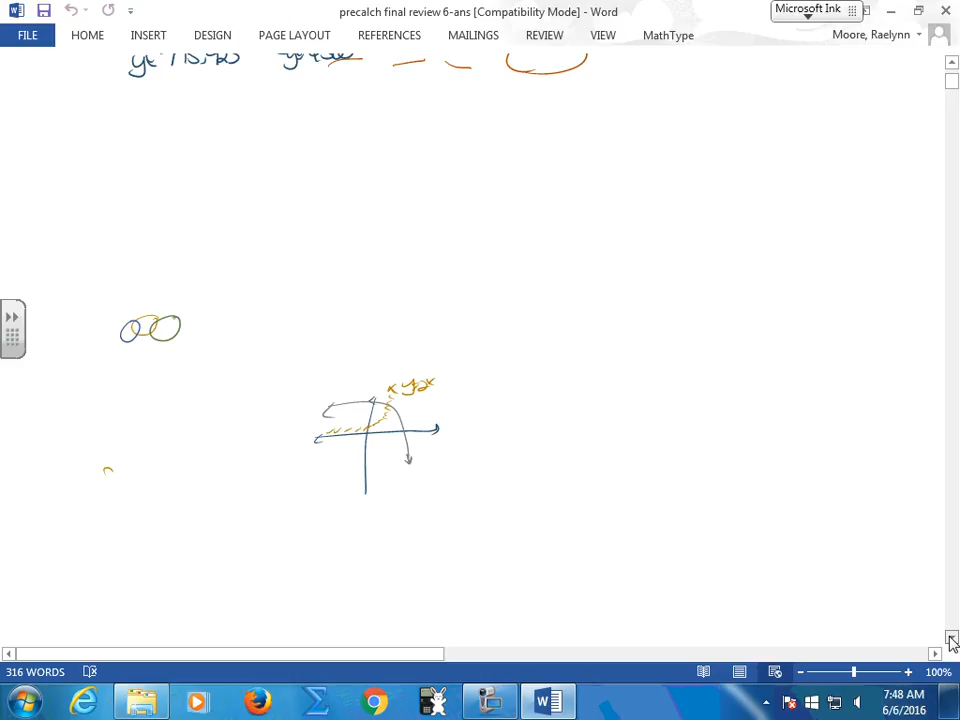 precalch final review 6-ans [Compatibility Mode] - Word
Microsoft Ink
FILE
HOME
INSERT
DESIGN
PAGE LAYOUT
REFERENCES
MAILINGS
REVIEW
VIEW
MathType
Moore, Raelynn
316 WORDS
100%
7:48 AM
6/6/2016